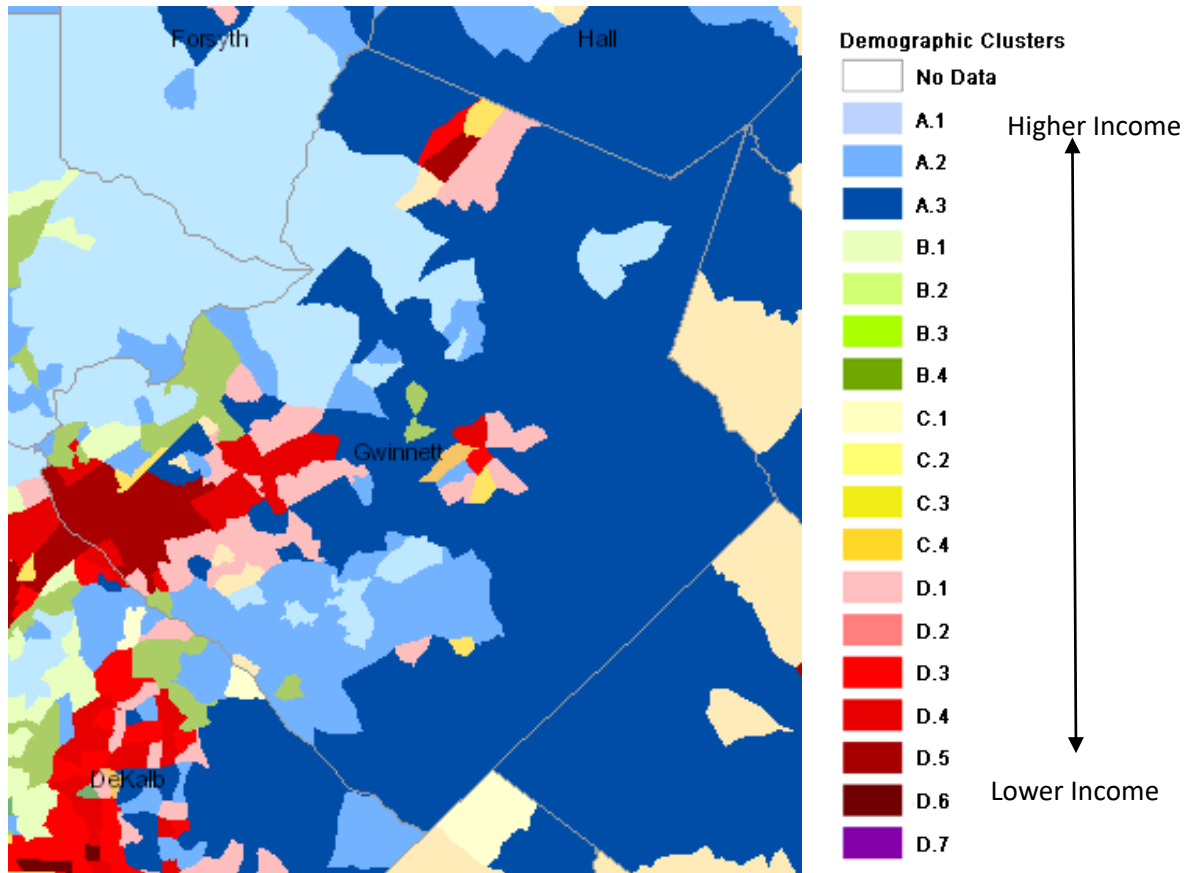 Forsyth
Hall
Gwinnett
DeKalb
Demographic Clusters
No Data
A.1
Higher Income
A.2
A.3
B.1
B.2
B.3
B.4
C.1
C.2
C.3
C.4
D.1
D.2
D.3
D.4
D.5
Lower Income
D.6
D.7